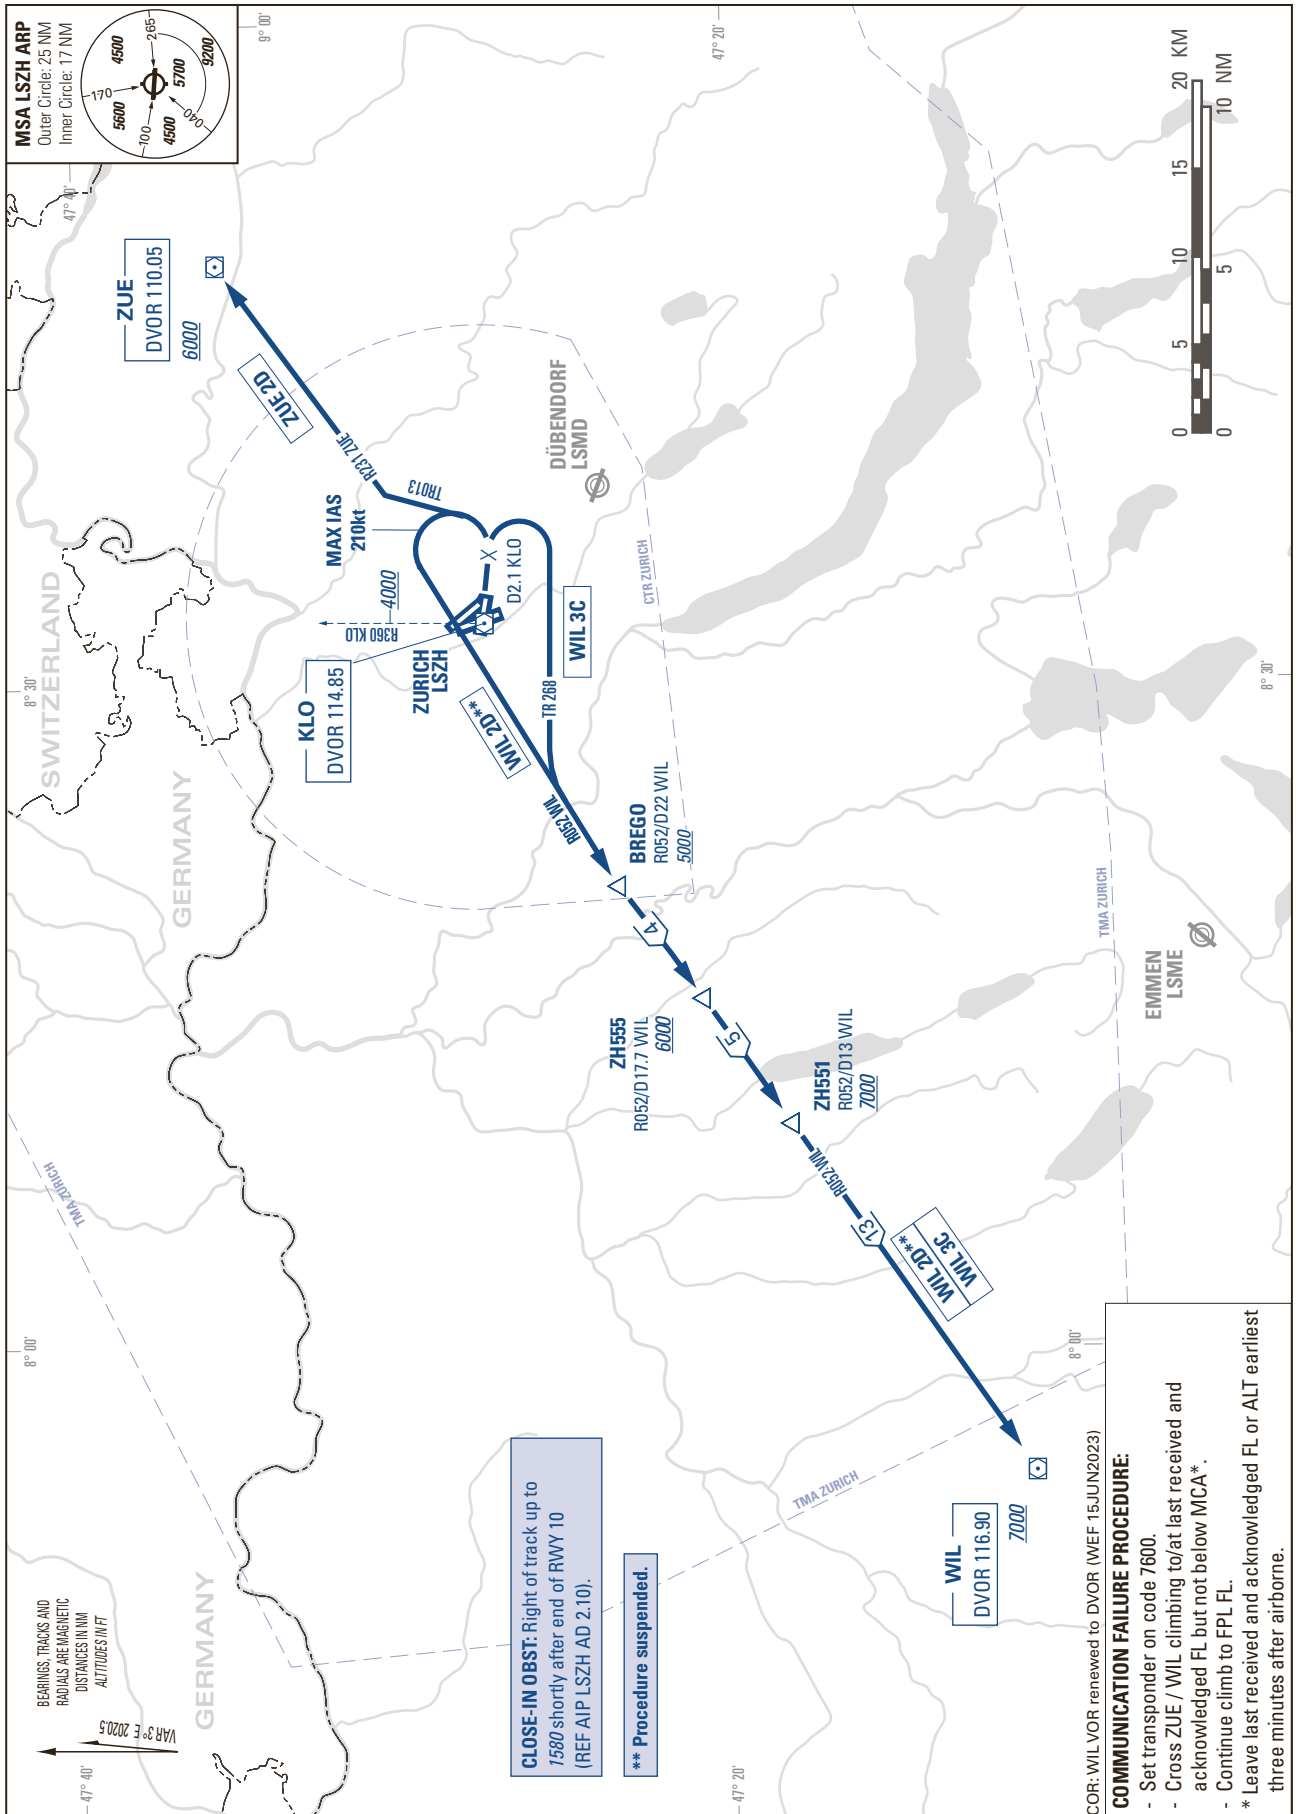 MSA LSZH ARP
Outer Circle: 25 NM
Inner Circle: 17 NM
170
265
100
040
4500
5600
5700
4500
9200
9° 00'
47° 20'
47° 40'
ZUE
DVOR 110.05
6000
ZUE 2D
R231 ZUE
TR013
MAX IAS
210kt
D2.1 KLO
R360 KLO
4000
KLO
DVOR 114.85
ZURICH
LSZH
WIL 2D**
R052 WIL
TR 268
WIL 3C
DÜBENDORF
LSMD
CTR ZURICH
0 5 10 15 20 KM
0 5 10 NM
SWITZERLAND
GERMANY
8° 30'
8° 30'
BREGO
R052/D22 WIL
5000
4
ZH555
R052/D17.7 WIL
6000
5
ZH551
R052/D13 WIL
7000
R052 WIL
13
WIL 2D**
WIL 3C
TMA ZURICH
EMMEN
LSME
TMA ZURICH
8° 00'
8° 00'
TMA ZURICH
WIL
DVOR 116.90
7000
BEARINGS, TRACKS AND
RADIALS ARE MAGNETIC
DISTANCES IN NM
ALTITUDES IN FT
VAR 3° E 2020.5
GERMANY
47° 40'
47° 20'
CLOSE-IN OBST: Right of track up to
1580 shortly after end of RWY 10
(REF AIP LSZH AD 2.10).
** Procedure suspended.
COR: WIL VOR renewed to DVOR (WEF 15JUN2023)
COMMUNICATION FAILURE PROCEDURE:
- Set transponder on code 7600.
- Cross ZUE / WIL climbing to/at last received and
acknowledged FL but not below MCA*.
- Continue climb to FPL FL.
* Leave last received and acknowledged FL or ALT earliest
three minutes after airborne.